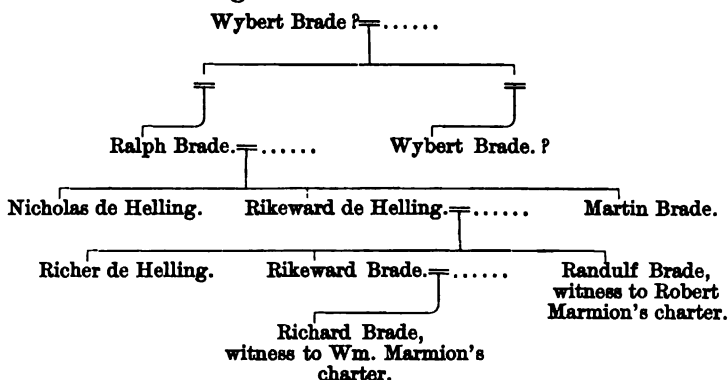 Wybert Brade ?═......
Ralph Brade.═...... Wybert Brade. ?
Nicholas de Helling. Rikeward de Helling.═...... Martin Brade.
Richer de Helling. Rikeward Brade.═...... Randulf Brade,
witness to Robert
Marmion's charter.
Richard Brade,
witness to Wm. Marmion's
charter.